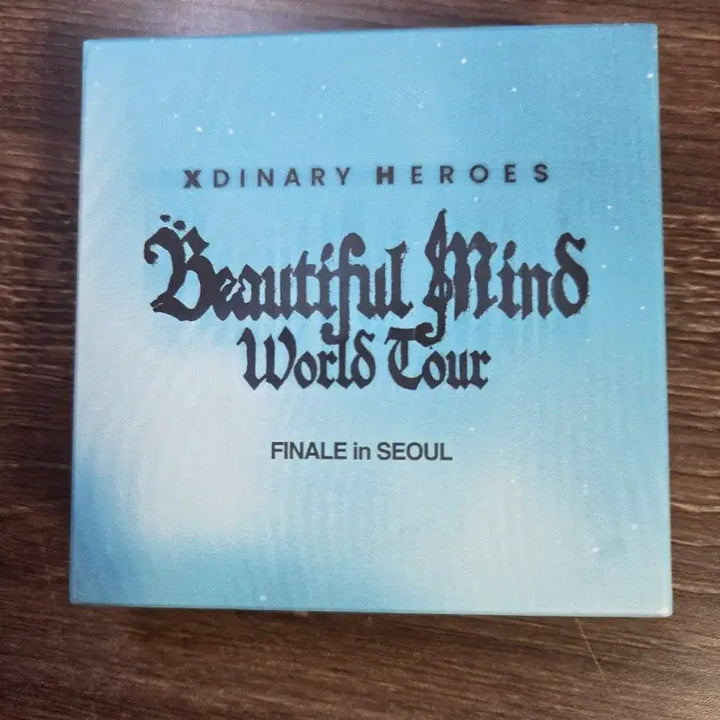 XDINARY HEROES
Beautiful Mind
World Tour
FINALE in SEOUL